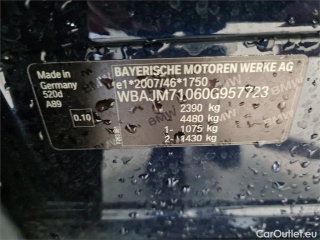 Made in
Germany
520d
A89
0.10
BAYERISCHE MOTOREN WERKE AG
e1*2007/46*1750
WBAJM71060G957723
2390 kg
4480 kg
1- 1075 kg
2- 1430 kg
CarOutlet.eu